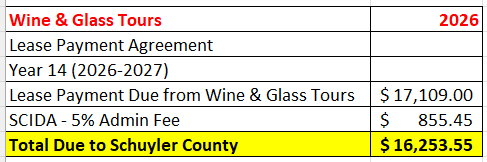 Wine & Glass Tours 2026
Lease Payment Agreement
Year 14 (2026-2027)
Lease Payment Due from Wine & Glass Tours $ 17,109.00
SCIDA - 5% Admin Fee $ 855.45
Total Due to Schuyler County $ 16,253.55